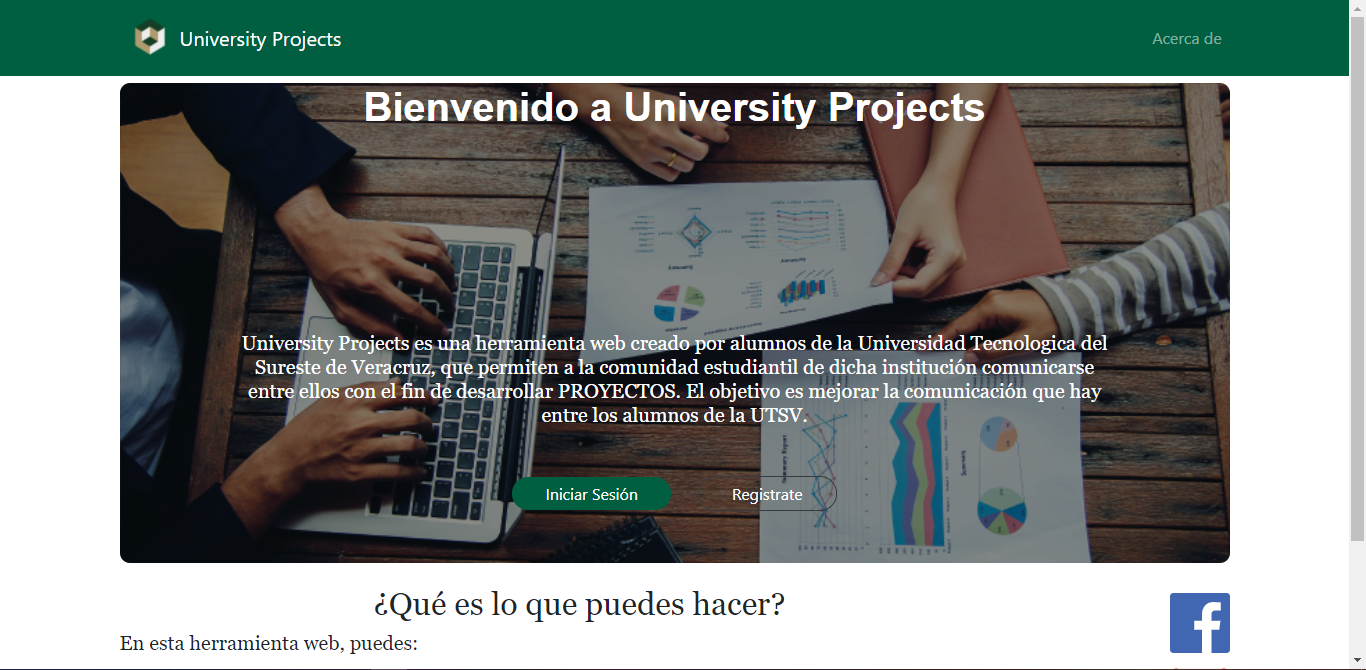 University Projects
Acerca de
Bienvenido a University Projects
University Projects es una herramienta web creado por alumnos de la Universidad Tecnologica del
Sureste de Veracruz, que permiten a la comunidad estudiantil de dicha institución comunicarse
entre ellos con el fin de desarrollar PROYECTOS. El objetivo es mejorar la comunicación que hay
entre los alumnos de la UTSV.
Iniciar Sesión
Registrate
¿Qué es lo que puedes hacer?
En esta herramienta web, puedes: